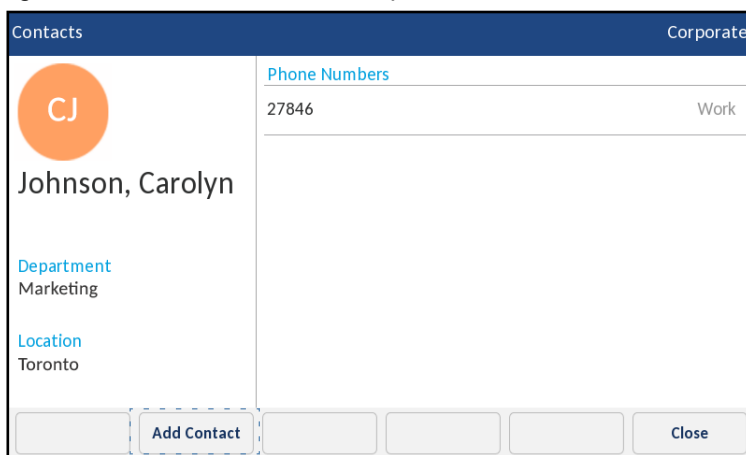 Contacts Corporate
CJ
Johnson, Carolyn
Department
Marketing
Location
Toronto
Phone Numbers
27846 Work
Add Contact Close